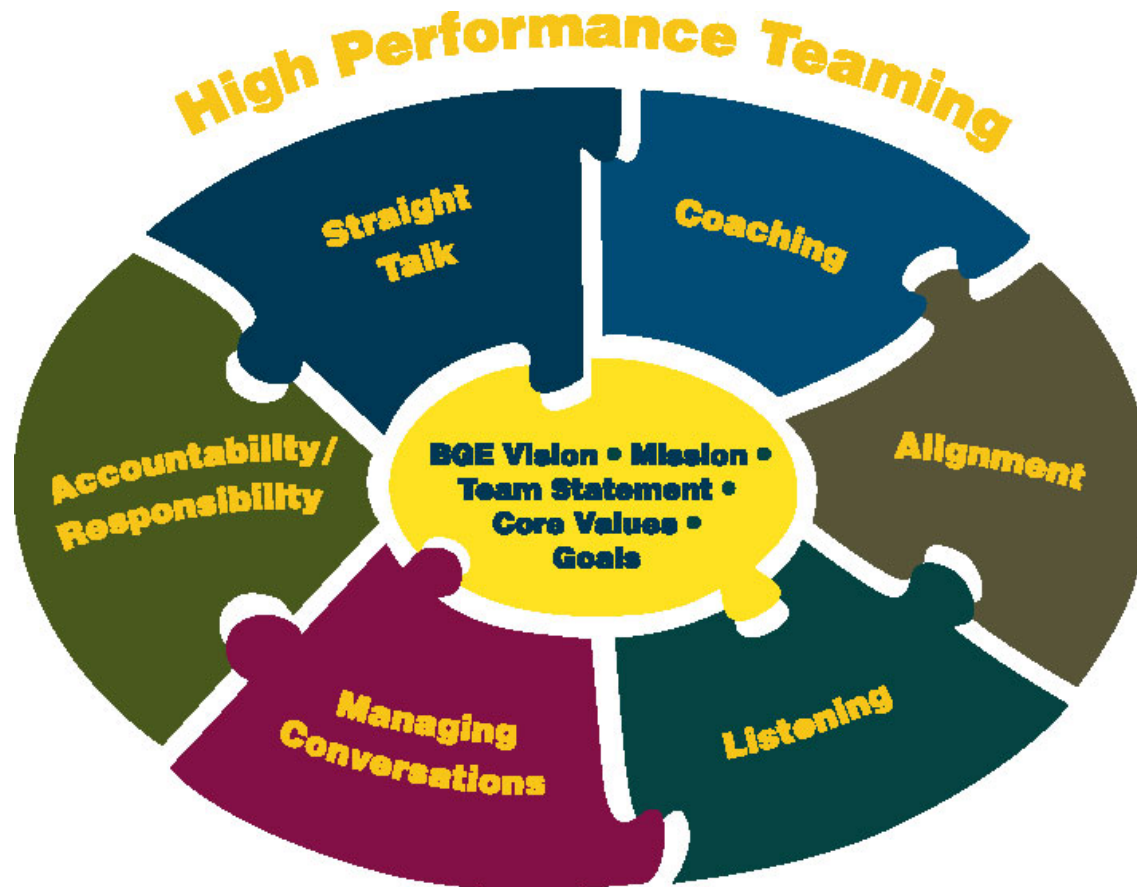 High Performance Teaming
Straight
Talk
Coaching
Accountability/
Responsibility
BGE Vision • Mission •
Team Statement •
Core Values •
Goals
Alignment
Managing
Conversations
Listening